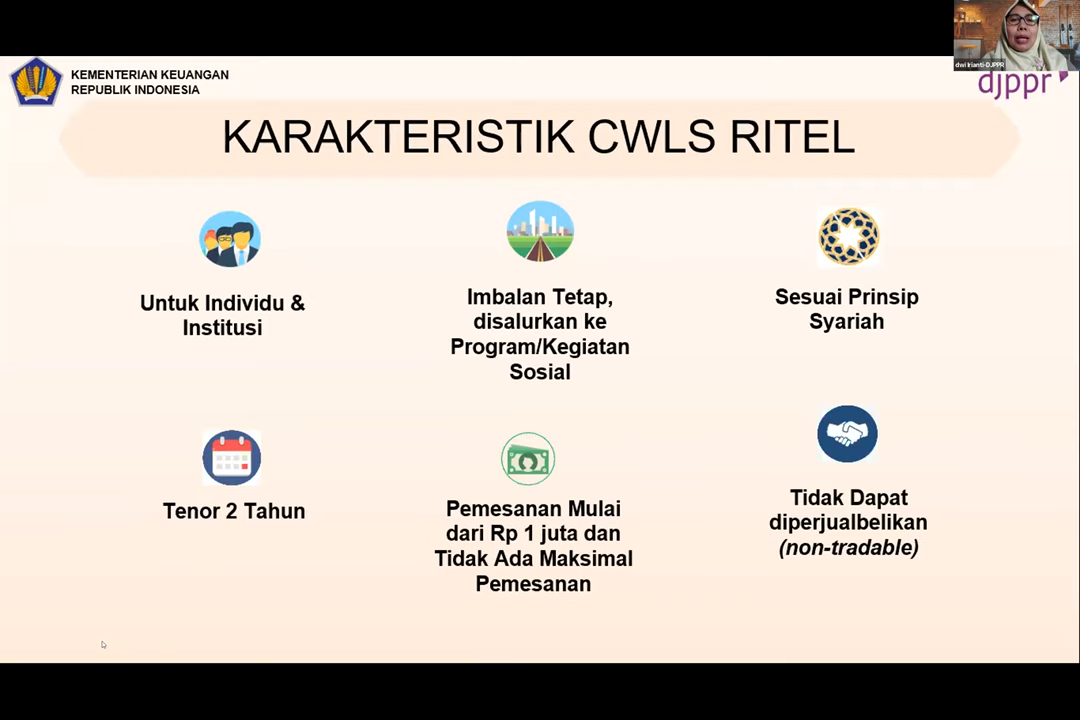 KEMENTERIAN KEUANGAN
REPUBLIK INDONESIA
dwi Irianti-DJPPR
djppr
KARAKTERISTIK CWLS RITEL
Untuk Individu &
Institusi
Imbalan Tetap,
disalurkan ke
Program/Kegiatan
Sosial
Sesuai Prinsip
Syariah
Tenor 2 Tahun
Pemesanan Mulai
dari Rp 1 juta dan
Tidak Ada Maksimal
Pemesanan
Tidak Dapat
diperjualbelikan
(non-tradable)